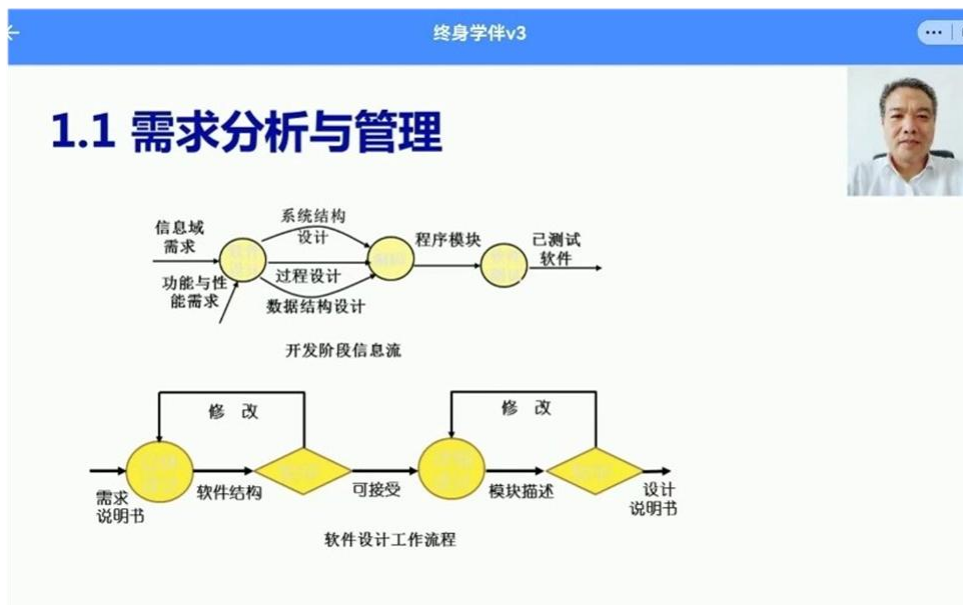 终身学伴v3
1.1 需求分析与管理
信息域
需求
功能与性
能需求
系统结构
设计
过程设计
数据结构设计
程序模块
已测试
软件
开发阶段信息流
修 改
修 改
需求
说明书
软件结构
可接受
模块描述
设计
说明书
软件设计工作流程